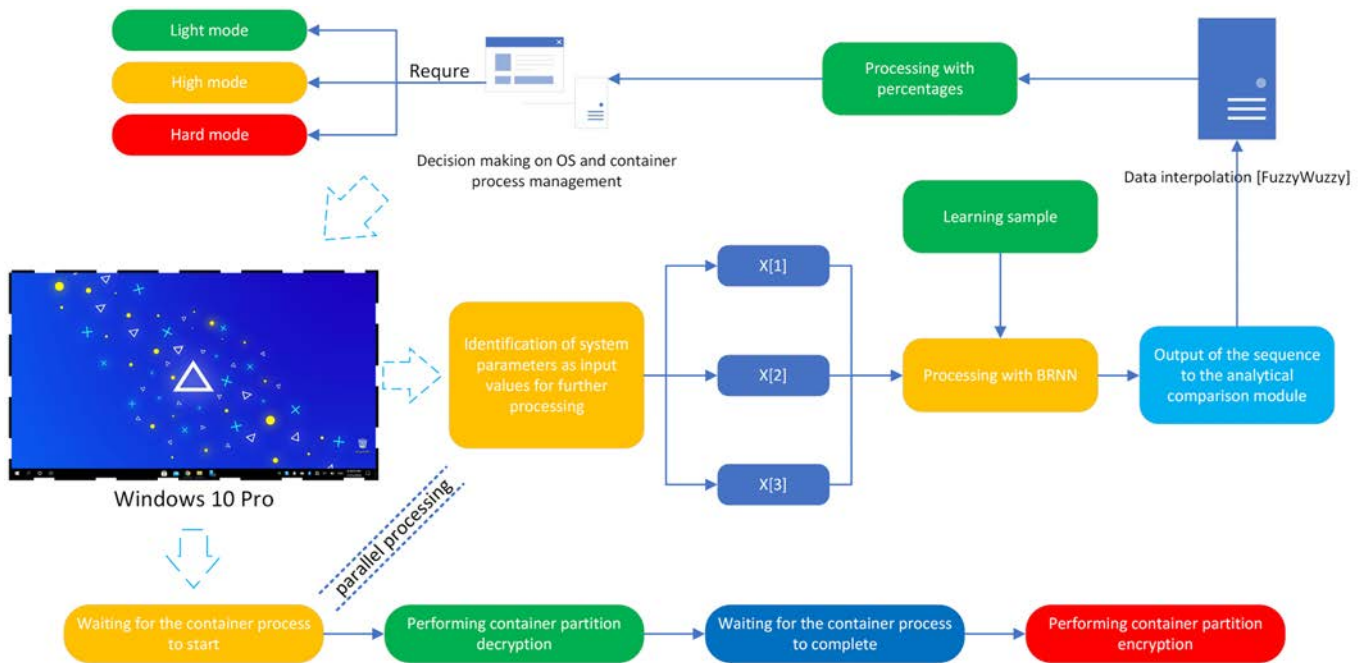 Light mode
High mode
Hard mode
Requre
Decision making on OS and container
process management
Processing with
percentages
Data interpolation [FuzzyWuzzy]
Learning sample
Windows 10 Pro
Identification of system
parameters as input
values for further
processing
X[1]
X[2]
X[3]
Processing with BRNN
Output of the sequence
to the analytical
comparison module
parallel processing
Waiting for the container process
to start
Performing container partition
decryption
Waiting for the container process
to complete
Performing container partition
encryption